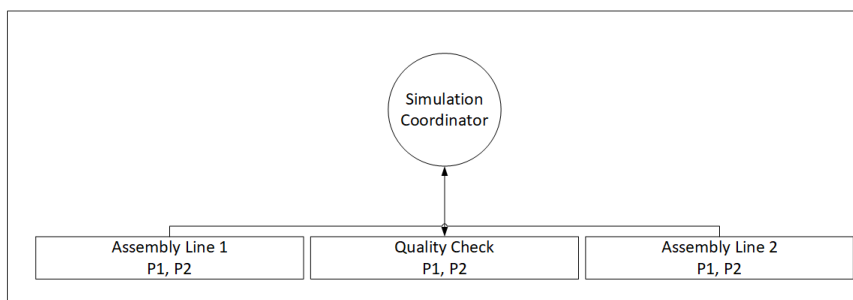 Simulation
Coordinator
Assembly Line 1
P1, P2
Quality Check
P1, P2
Assembly Line 2
P1, P2